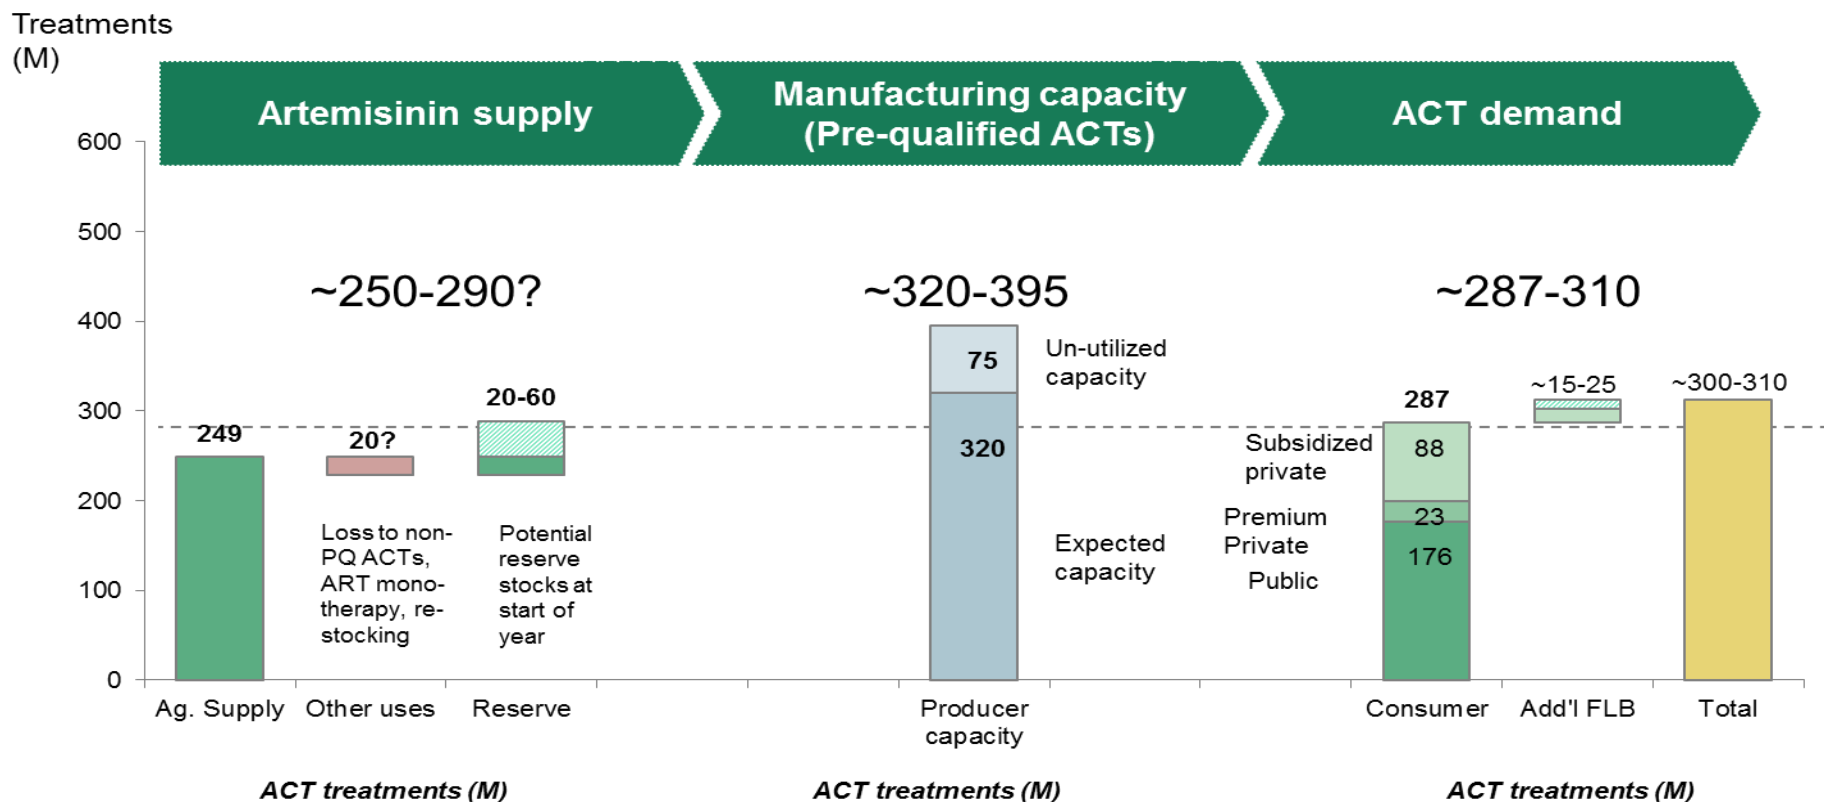 Treatments
(M)
Artemisinin supply
Manufacturing capacity
(Pre-qualified ACTs)
ACT demand
600
500
400
300
200
100
0
~250-290?
~320-395
~287-310
249
20?
20-60
Loss to non-
PQ ACTs,
ART mono-
therapy, re-
stocking
Potential
reserve
stocks at
start of
year
75
320
Un-utilized
capacity
Expected
capacity
287
88
23
176
Subsidized
private
Premium
Private
Public
~15-25
~300-310
Ag. Supply
Other uses
Reserve
Producer
capacity
Consumer
Add'l FLB
Total
ACT treatments (M)
ACT treatments (M)
ACT treatments (M)